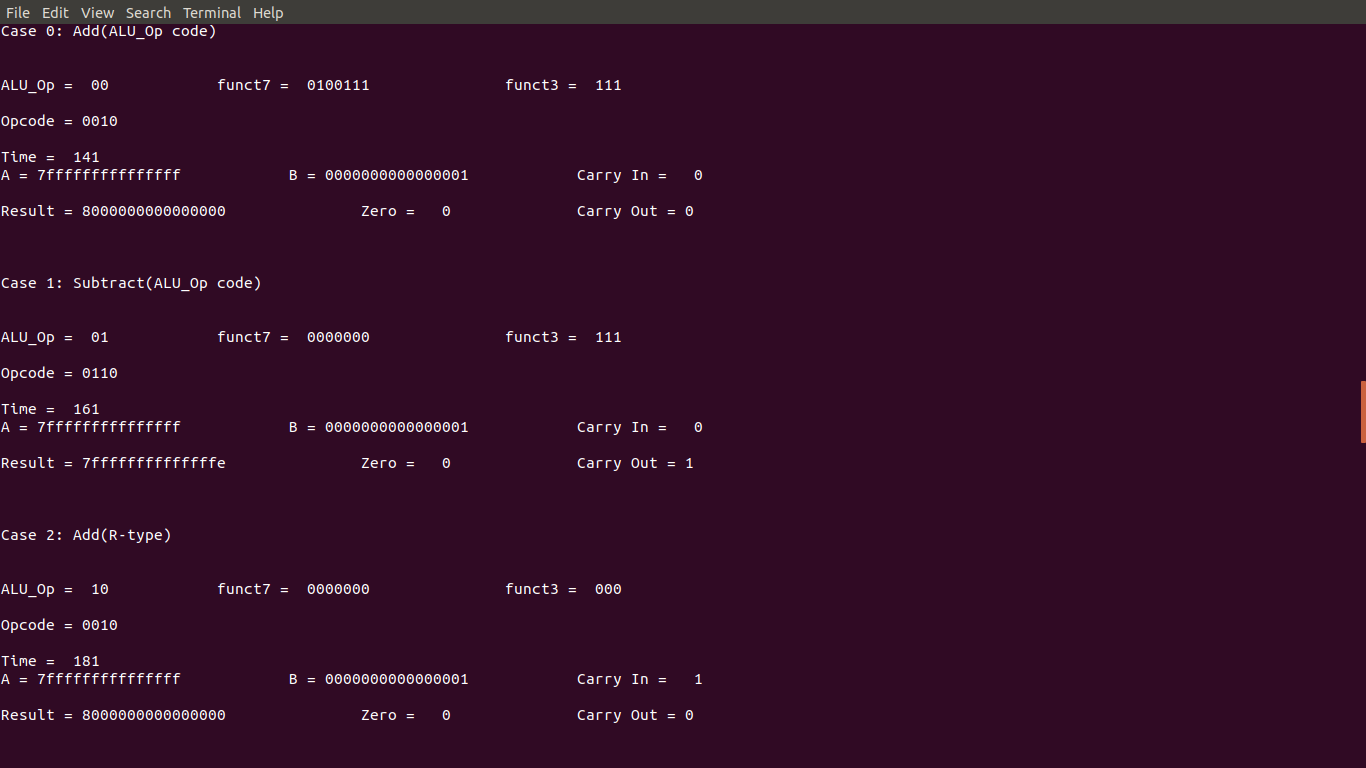 File Edit View Search Terminal Help
Case 0: Add(ALU_Op code)
ALU_Op = 00 funct7 = 0100111 funct3 = 111
Opcode = 0010
Time = 141
A = 7fffffffffffffff B = 0000000000000001 Carry In = 0
Result = 8000000000000000 Zero = 0 Carry Out = 0
Case 1: Subtract(ALU_Op code)
ALU_Op = 01 funct7 = 0000000 funct3 = 111
Opcode = 0110
Time = 161
A = 7fffffffffffffff B = 0000000000000001 Carry In = 0
Result = 7ffffffffffffffe Zero = 0 Carry Out = 1
Case 2: Add(R-type)
ALU_Op = 10 funct7 = 0000000 funct3 = 000
Opcode = 0010
Time = 181
A = 7fffffffffffffff B = 0000000000000001 Carry In = 1
Result = 8000000000000000 Zero = 0 Carry Out = 0